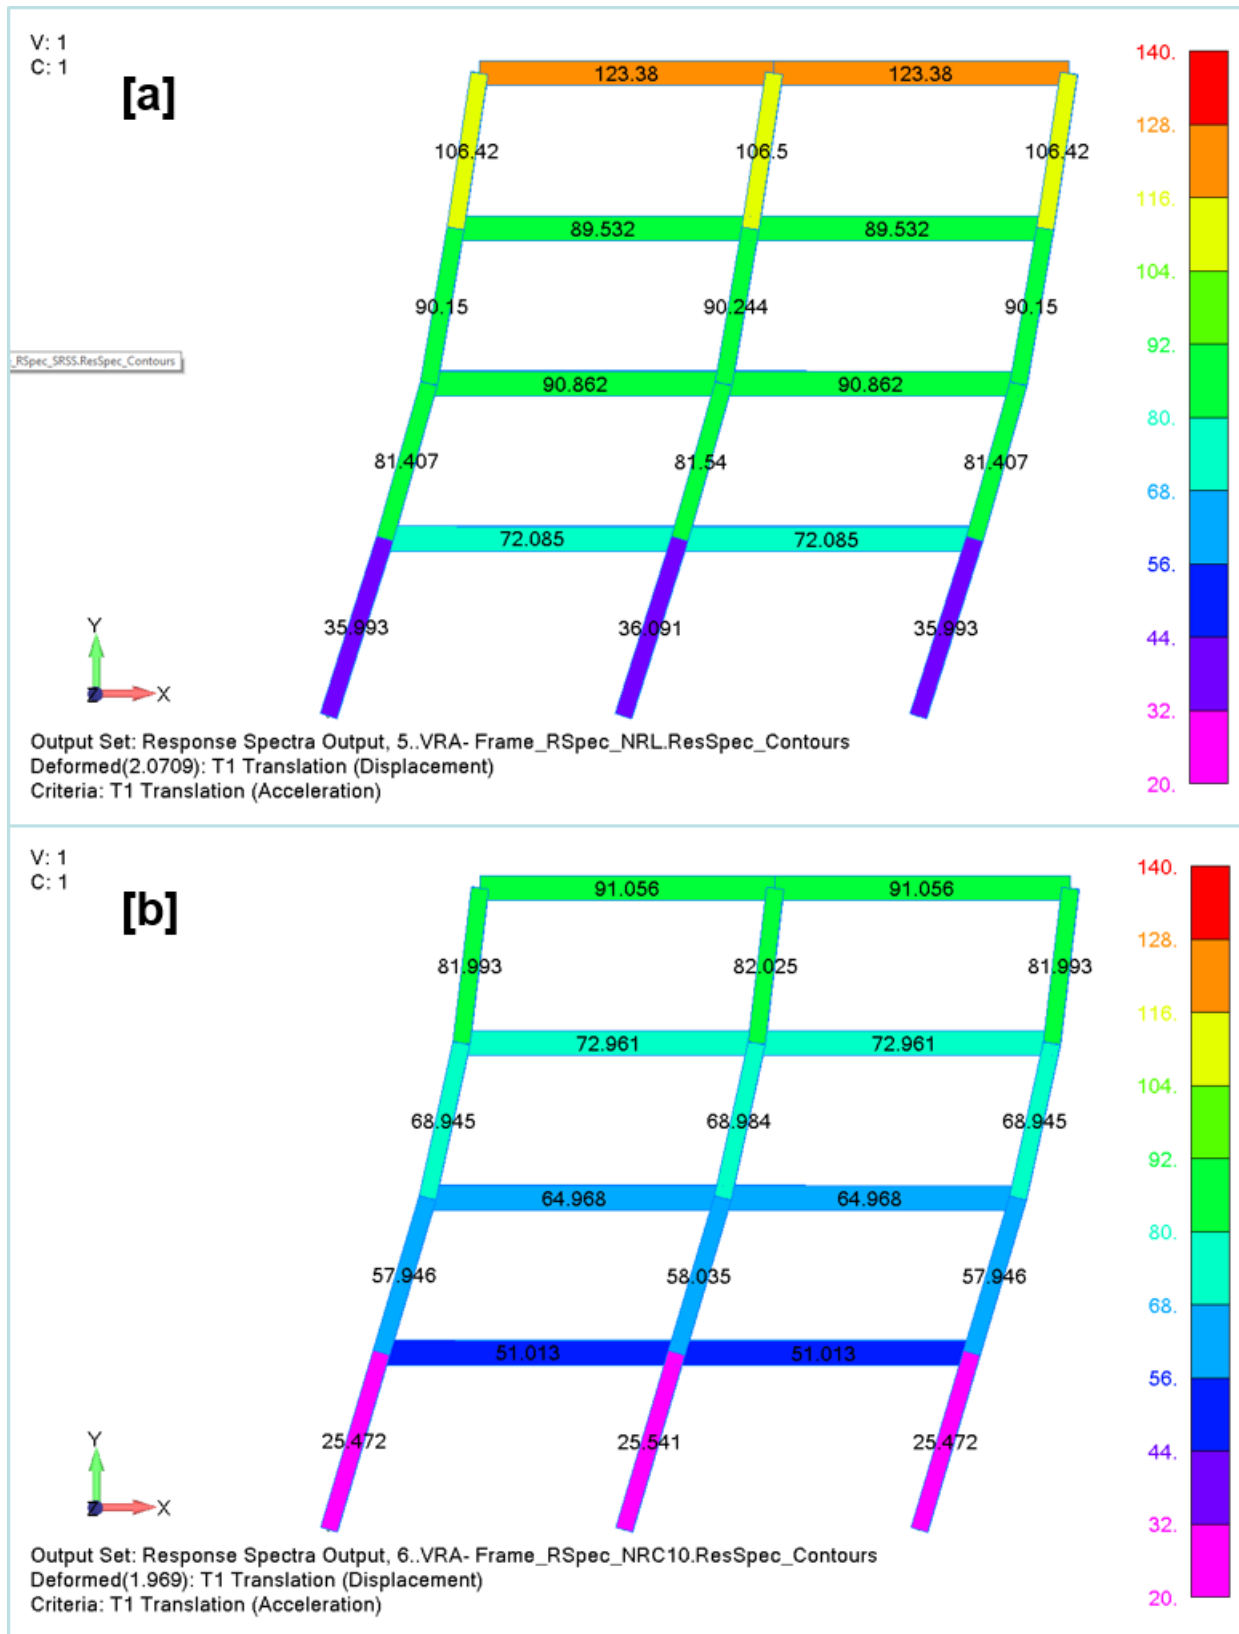 V: 1
C: 1
[a]
123.38 123.38
106.42 106.5 106.42
89.532 89.532
90.15 90.244 90.15
_RSpec_SRSS.ResSpec_Contours
90.862 90.862
81.407 81.54 81.407
72.085 72.085
35.993 36.091 35.993
Y
Z X
140.
128.
116.
104.
92.
80.
68.
56.
44.
32.
20.
Output Set: Response Spectra Output, 5..VRA- Frame_RSpec_NRL.ResSpec_Contours
Deformed(2.0709): T1 Translation (Displacement)
Criteria: T1 Translation (Acceleration)
V: 1
C: 1
[b]
91.056 91.056
81.993 82.025 81.993
72.961 72.961
68.945 68.984 68.945
64.968 64.968
57.946 58.035 57.946
51.013 51.013
25.472 25.541 25.472
Y
Z X
140.
128.
116.
104.
92.
80.
68.
56.
44.
32.
20.
Output Set: Response Spectra Output, 6..VRA- Frame_RSpec_NRC10.ResSpec_Contours
Deformed(1.969): T1 Translation (Displacement)
Criteria: T1 Translation (Acceleration)